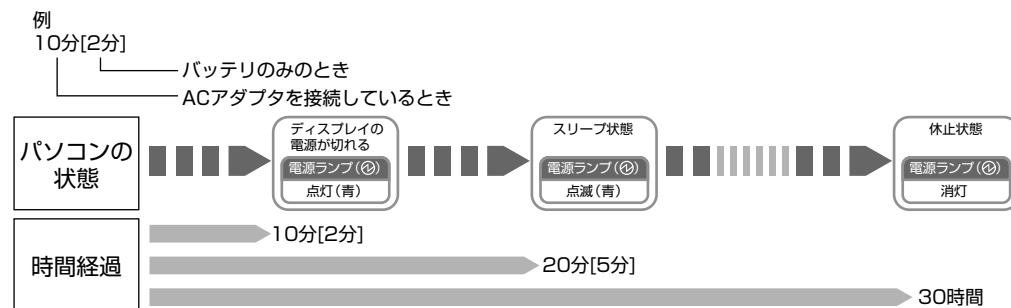 例
10分[2分]
バッテリのみのとき
ACアダプタを接続しているとき
パソコンの
状態
ディスプレイの
電源が切れる
電源ランプ()
点灯(青)
スリープ状態
電源ランプ()
点滅(青)
休止状態
電源ランプ()
消灯
時間経過
10分[2分]
20分[5分]
30時間